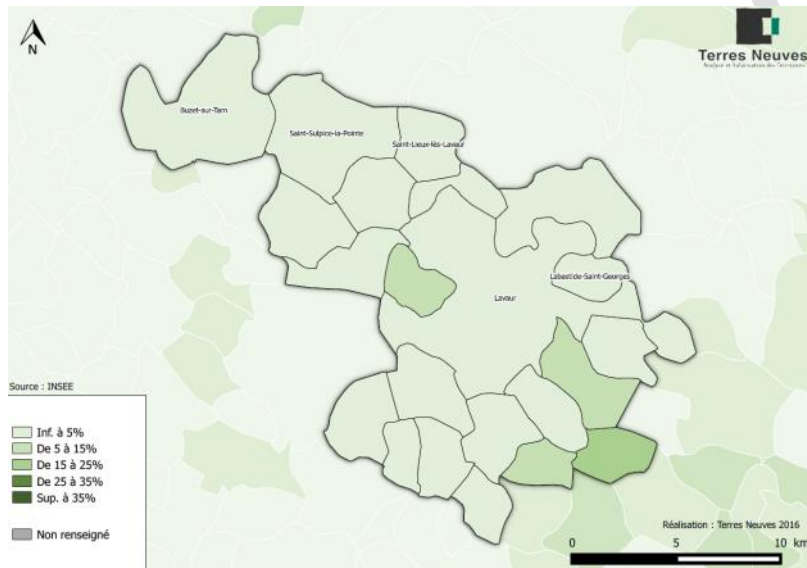 N
Terres Neuves
Buzet-sur-Tarn
Saint-Sulpice-la-Pointe
Saint-Lieux-lès-Lavaur
Labastide-Saint-Georges
Lavaur
Source : INSEE
Inf. à 5%
De 5 à 15%
De 15 à 25%
De 25 à 35%
Sup. à 35%
Non renseigné
Réalisation : Terres Neuves 2016
0 5 10 km